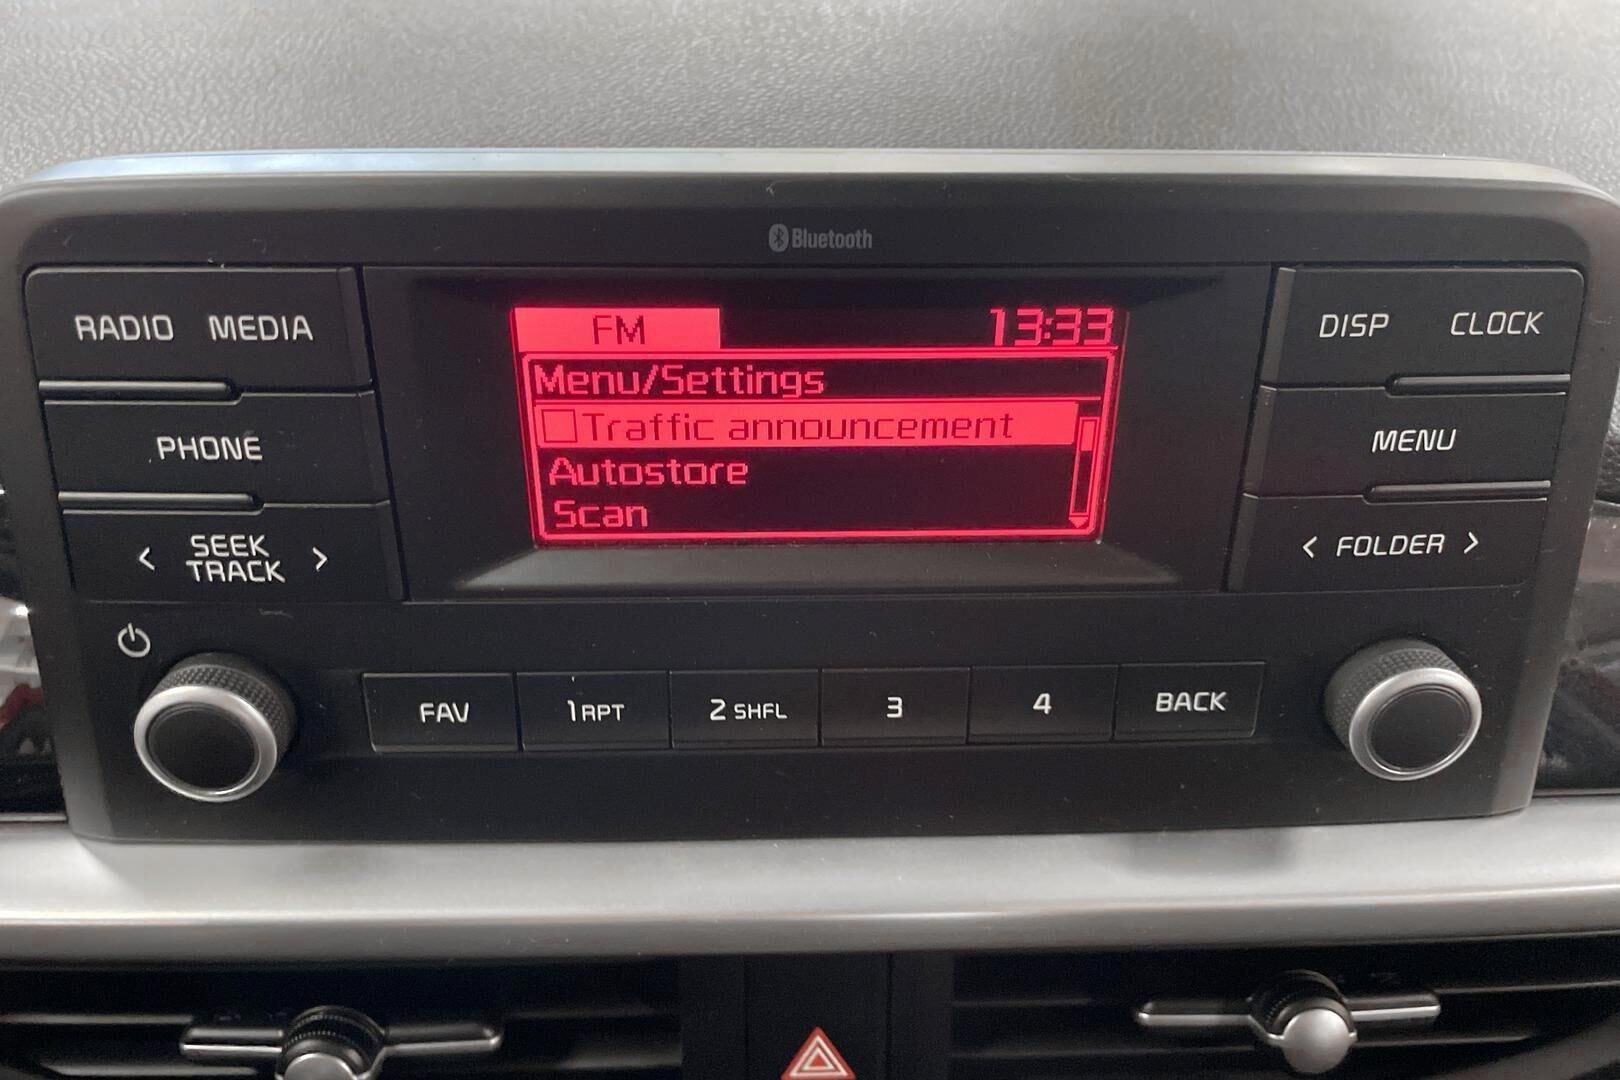 Bluetooth
RADIO MEDIA
FM 13:33
DISP CLOCK
Menu/Settings
Traffic announcement
Autostore
Scan
PHONE
MENU
< SEEK TRACK >
< FOLDER >
FAV
1 RPT
2 SHFL
3
4
BACK